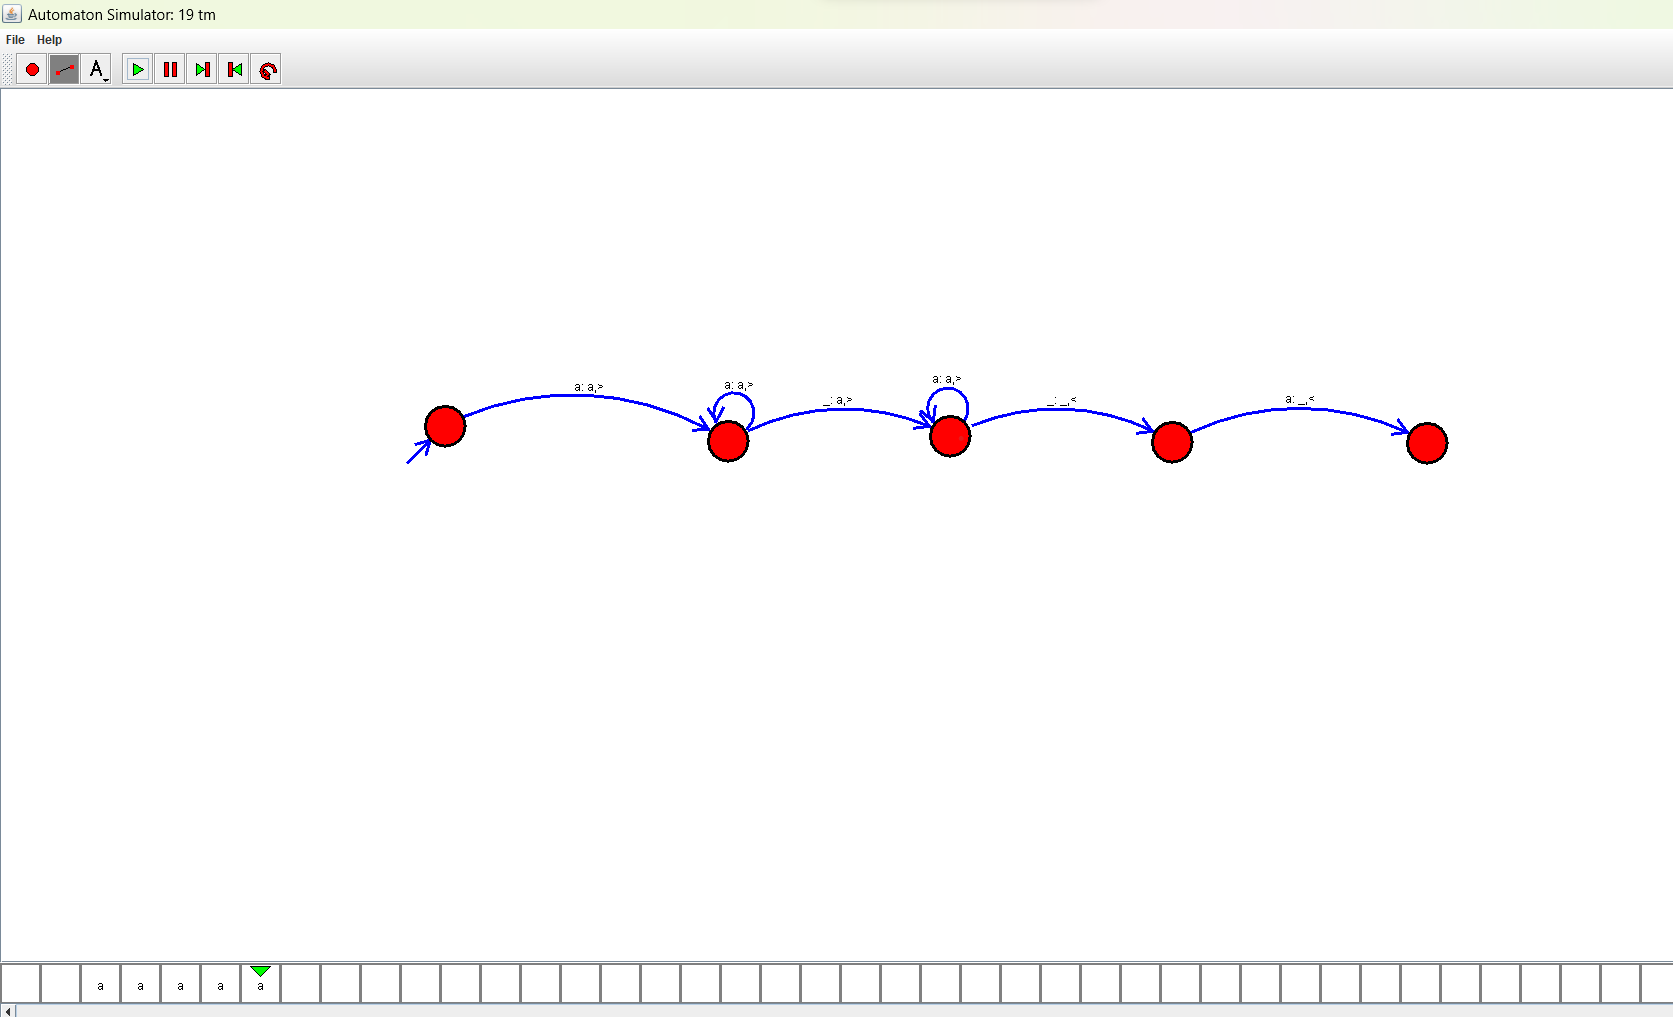 Automaton Simulator: 19 tm
File Help
A
a: a,>
a: a,>
_: a,>
a: a,>
_: _,<
a: _,<
a a a a a